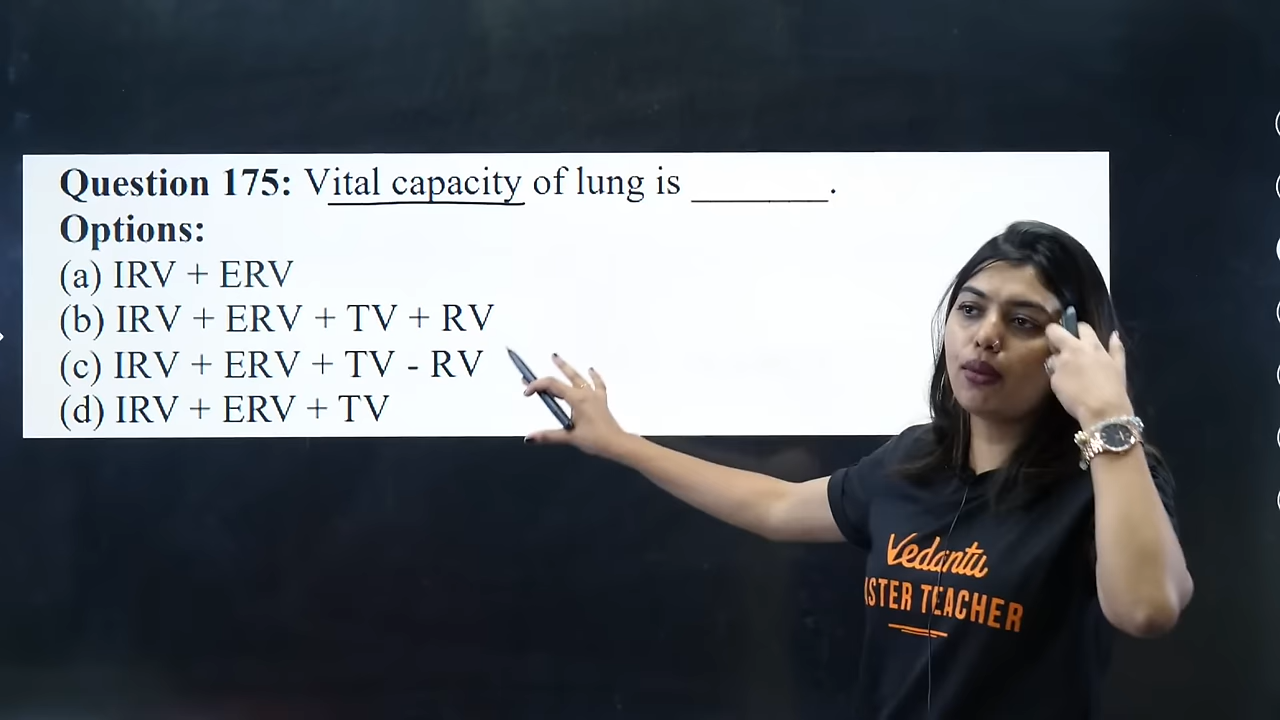 Question 175: Vital capacity of lung is ________.
Options:
(a) IRV + ERV
(b) IRV + ERV + TV + RV
(c) IRV + ERV + TV - RV
(d) IRV + ERV + TV
Vedantu
TEACHER